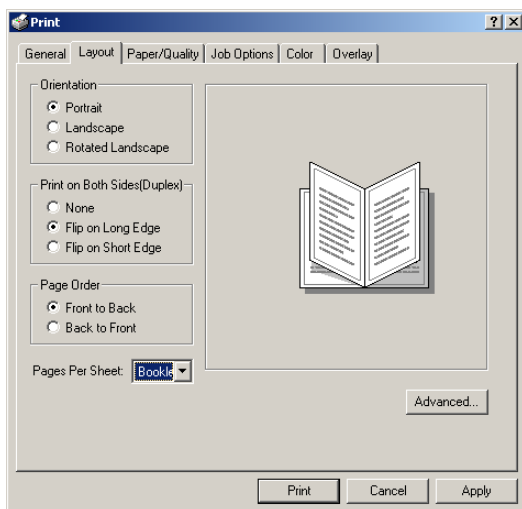 Print
General Layout Paper/Quality Job Options Color Overlay
Orientation
Portrait
Landscape
Rotated Landscape
Print on Both Sides(Duplex)
None
Flip on Long Edge
Flip on Short Edge
Page Order
Front to Back
Back to Front
Pages Per Sheet: Bookle
Advanced...
Print Cancel Apply